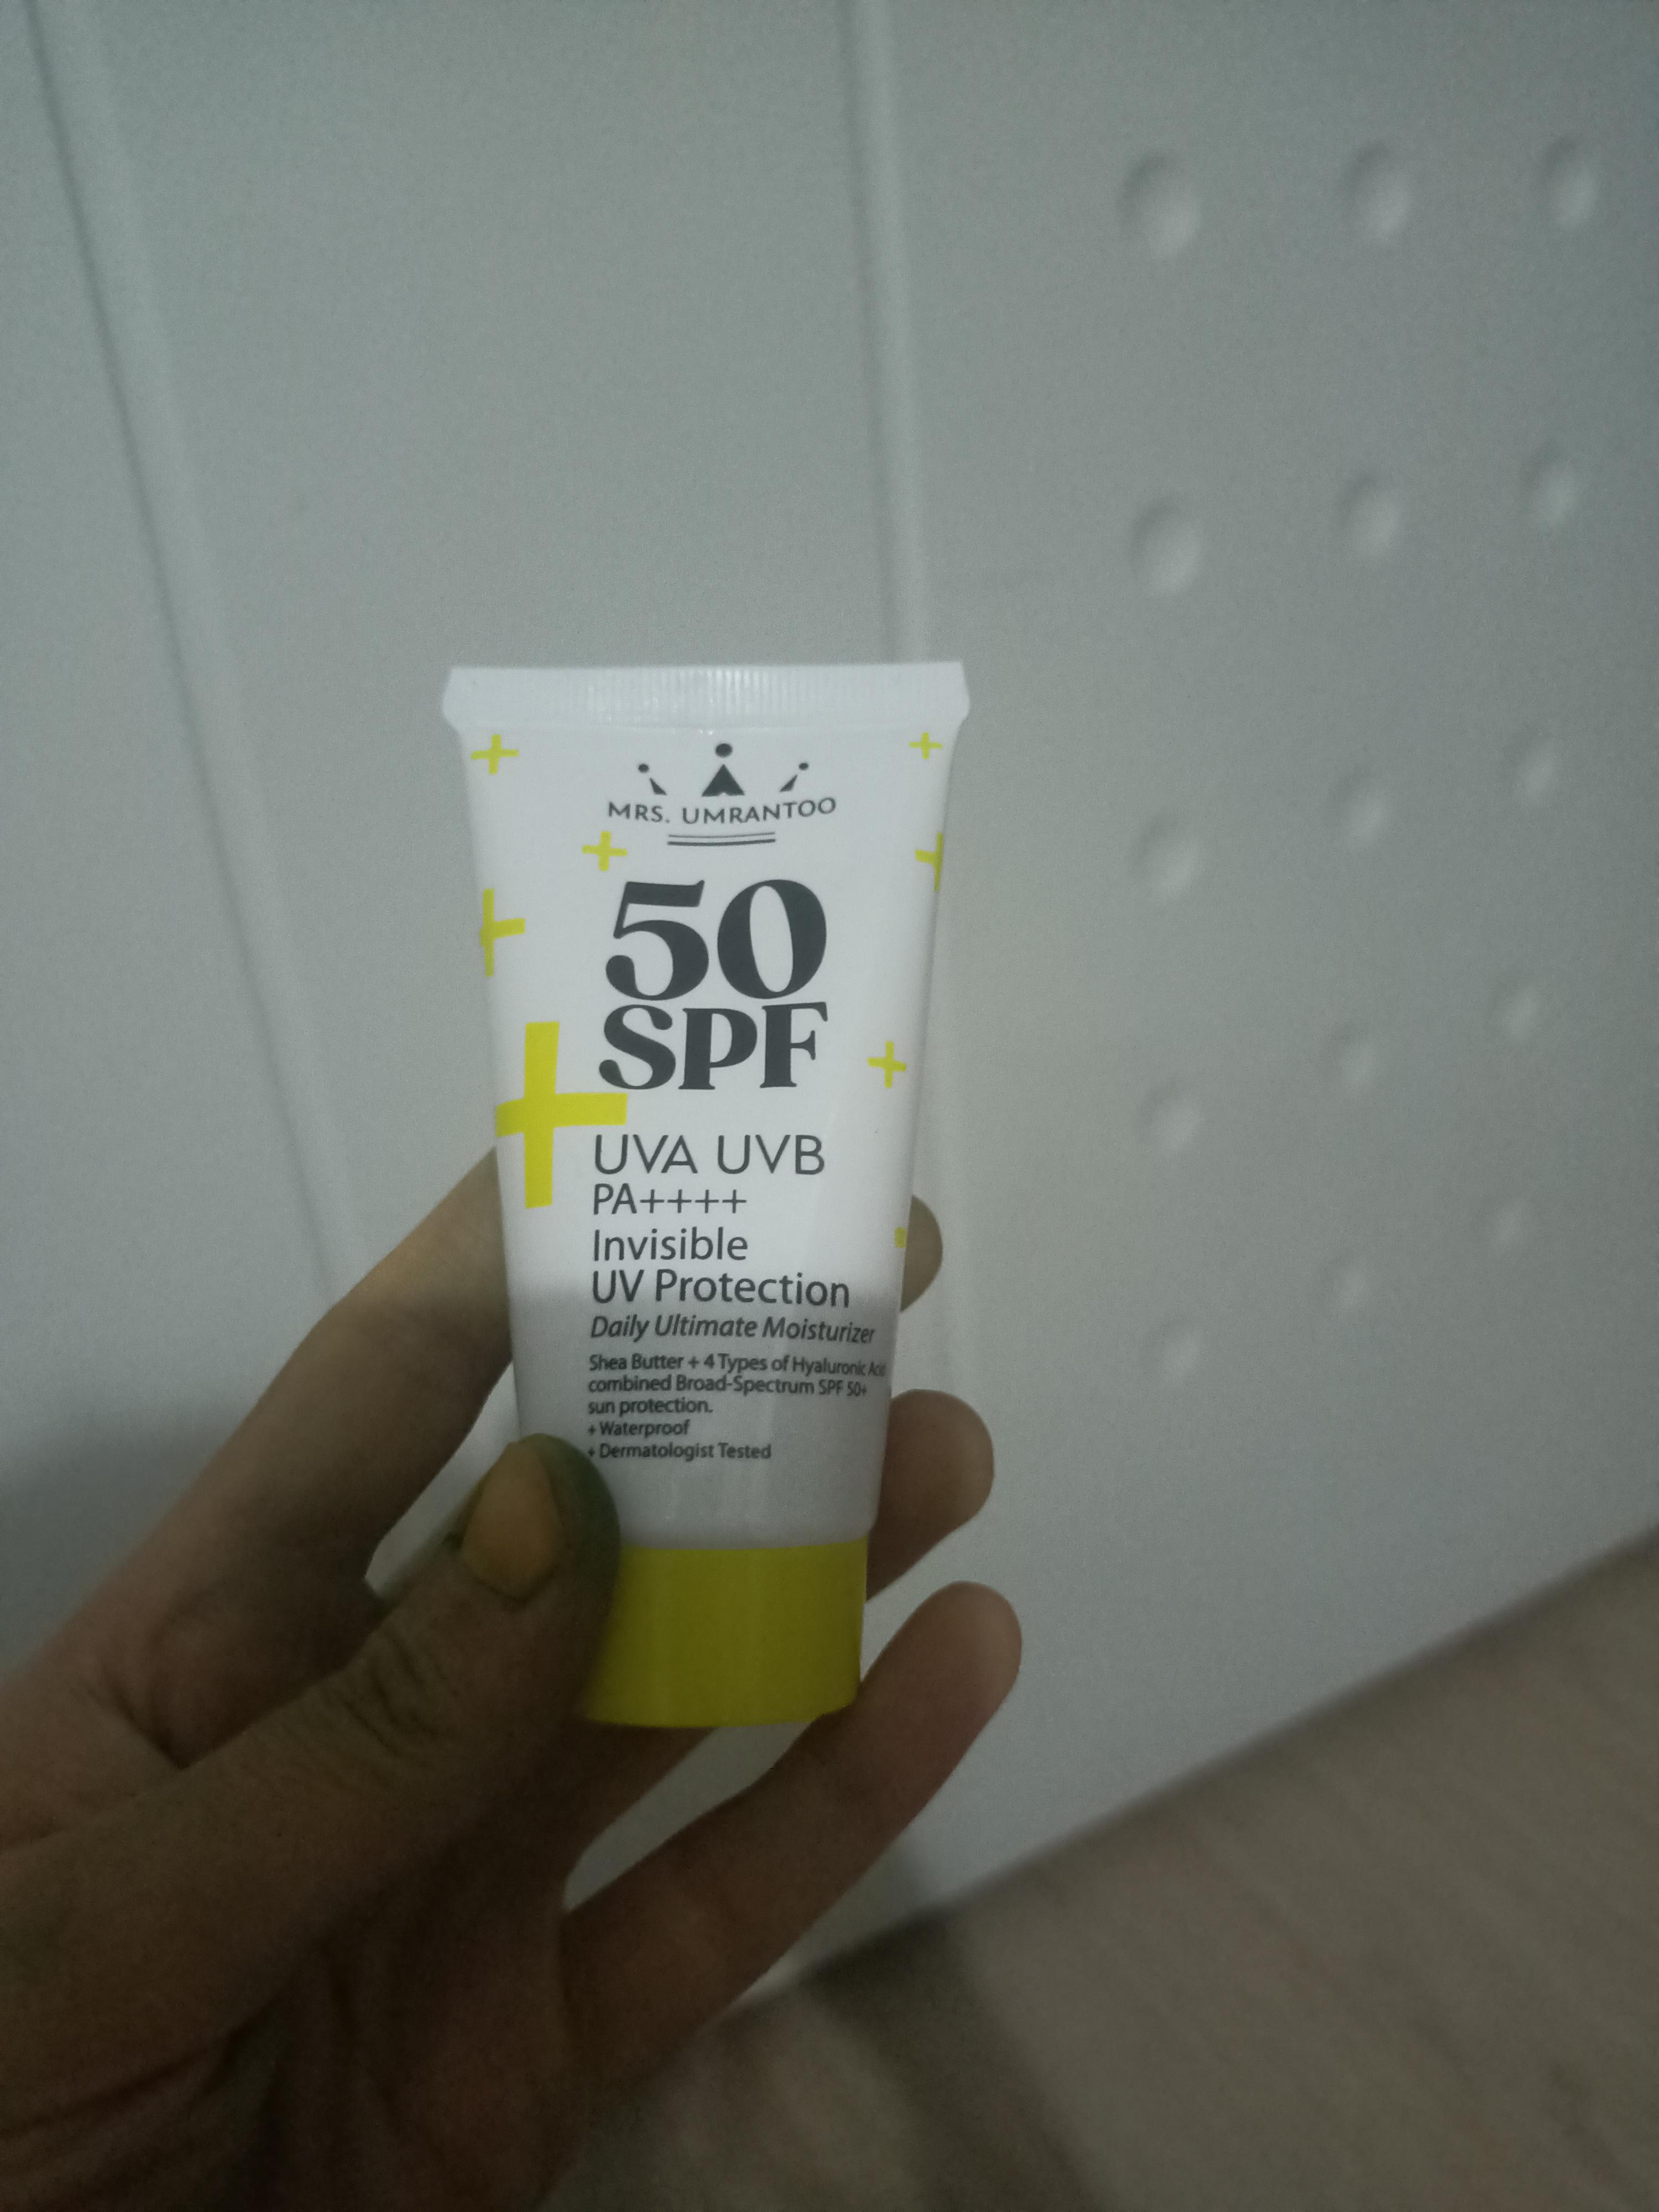 MRS. UMRANTOO
50
SPF
UVA UVB
PA++++
Invisible
UV Protection
Daily Ultimate Moisturizer
Shea Butter + 4 Types of Hyaluronic Acid
combined Broad-Spectrum SPF 50+
sun protection.
+ Waterproof
+ Dermatologist Tested